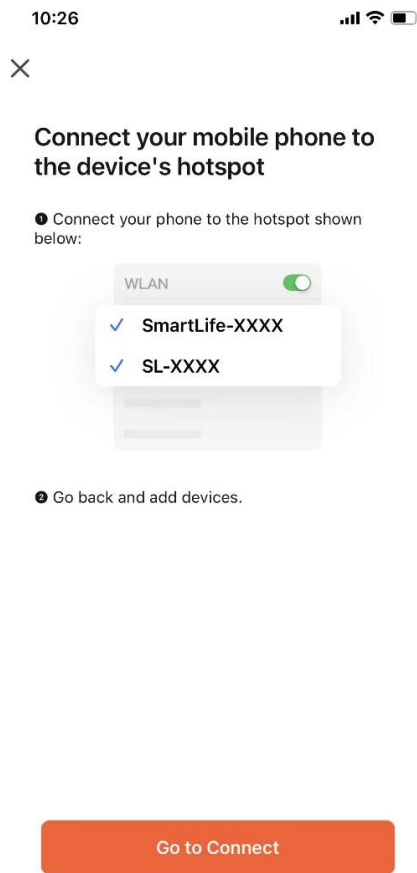 10:26
Connect your mobile phone to
the device's hotspot
❶ Connect your phone to the hotspot shown
below:
WLAN
SmartLife-XXXX
SL-XXXX
❷ Go back and add devices.
Go to Connect